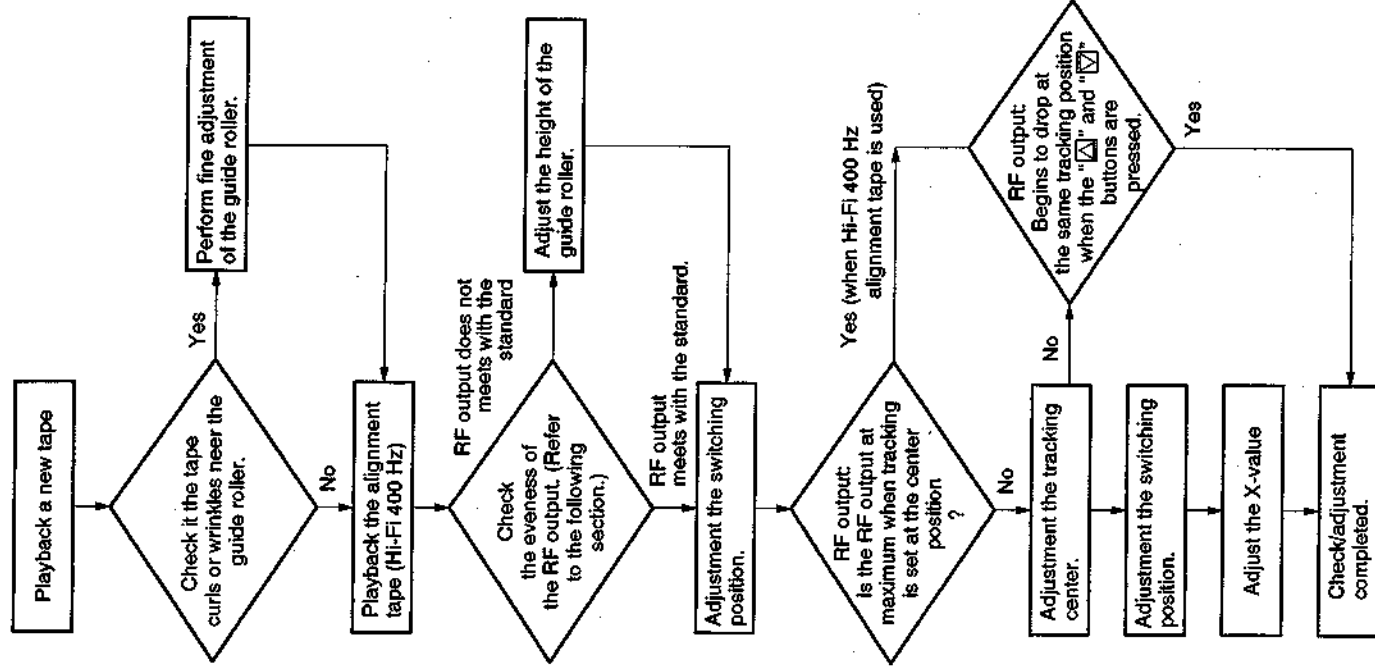 Playback a new tape
Check it the tape
curls or wrinkles neer the
guide roller.
Yes
Perform fine adjustment
of the guide roller.
No
Playback the alignment
tape (Hi-Fi 400 Hz)
Check
the eveness of
the RF output. (Refer
to the following
section.)
RF output does not
meets with the
standard
Adjust the height of the
guide roller.
RF output
meets with the standard.
Adjustment the switching
position.
RF output:
Is the RF output at
maximum when tracking
is set at the center
position
?
Yes (when Hi-Fi 400 Hz
alignment tape is used)
RF output:
Begins to drop at
the same tracking position
when the "△" and "▽"
buttons are
pressed.
No
Adjustment the tracking
center.
No
Yes
Adjustment the switching
position.
Adjust the X-value
Check/adjustment
completed.